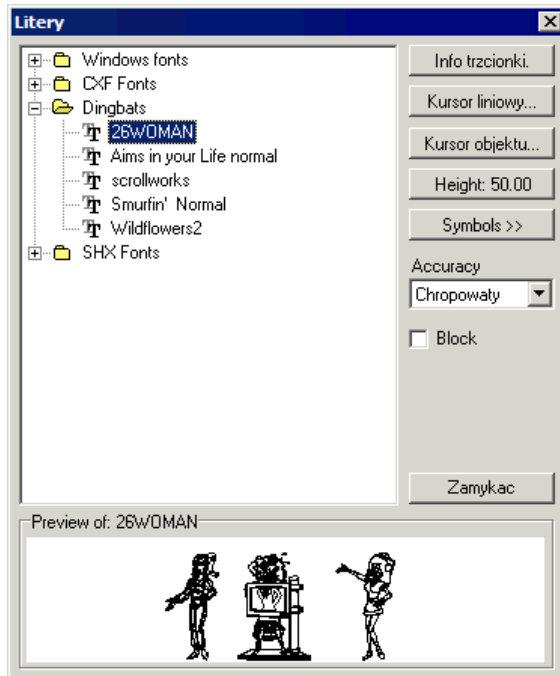 Litery
Windows fonts
CXF Fonts
Dingbats
26WOMAN
Aims in your Life normal
scrollworks
Smurfin' Normal
Wildflowers2
SHX Fonts
Info trzcionki.
Kursor liniowy...
Kursor objektu...
Height: 50.00
Symbols >>
Accuracy
Chropowaty
Block
Zamykac
Preview of: 26WOMAN